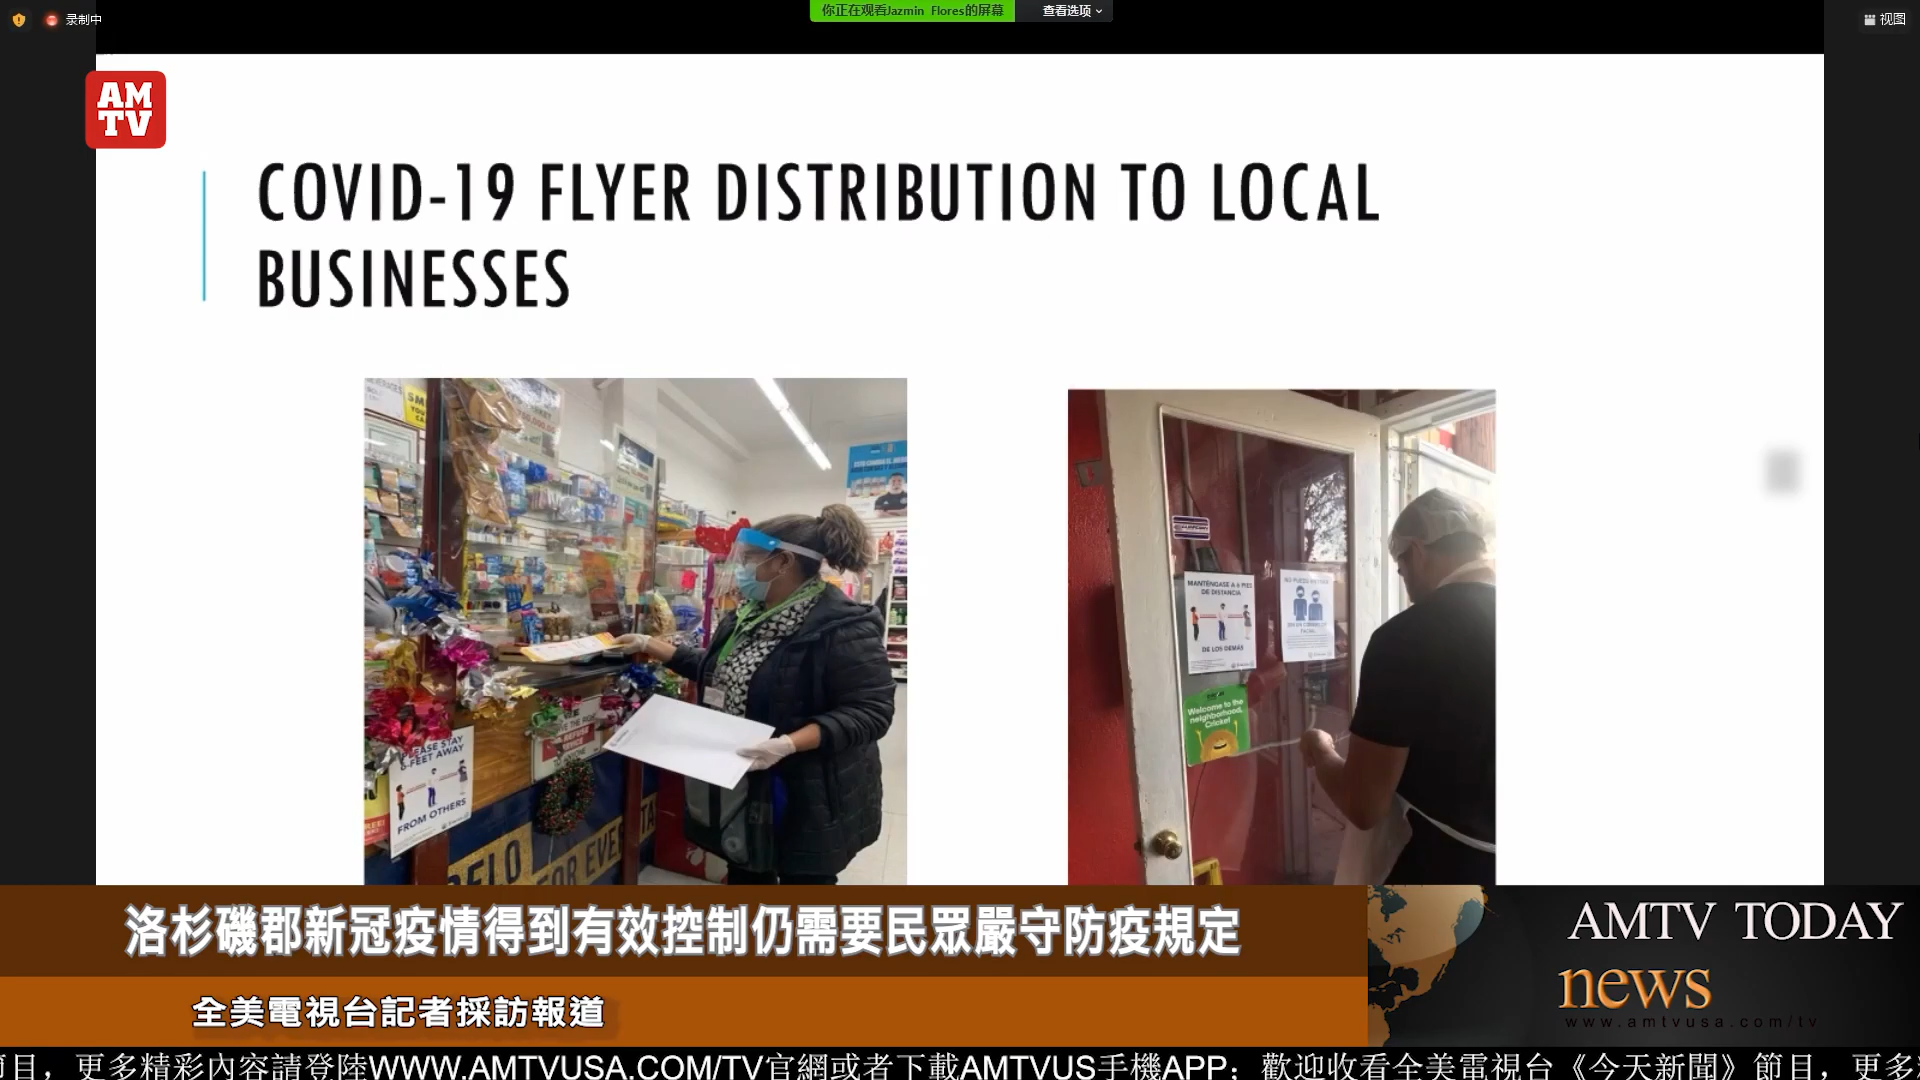 录制中
你正在观看Jazmin Flores的屏幕
查看选项
视图
AM
TV
COVID-19 FLYER DISTRIBUTION TO LOCAL
BUSINESSES
PLEASE STAY
6-FEET AWAY
FROM OTHERS
MANTÉNGASE A 6 PIES
DE DISTANCIA
DE LOS DEMÁS
Welcome to the
neighborhood,
Cricket
洛杉磯郡新冠疫情得到有效控制仍需要民眾嚴守防疫規定
全美電視台記者採訪報道
AMTV TODAY
news
www.amtvusa.com/tv
節目，更多精彩內容請登陸WWW.AMTVUSA.COM/TV官網或者下載AMTVUS手機APP；歡迎收看全美電視台《今天新聞》節目，更多